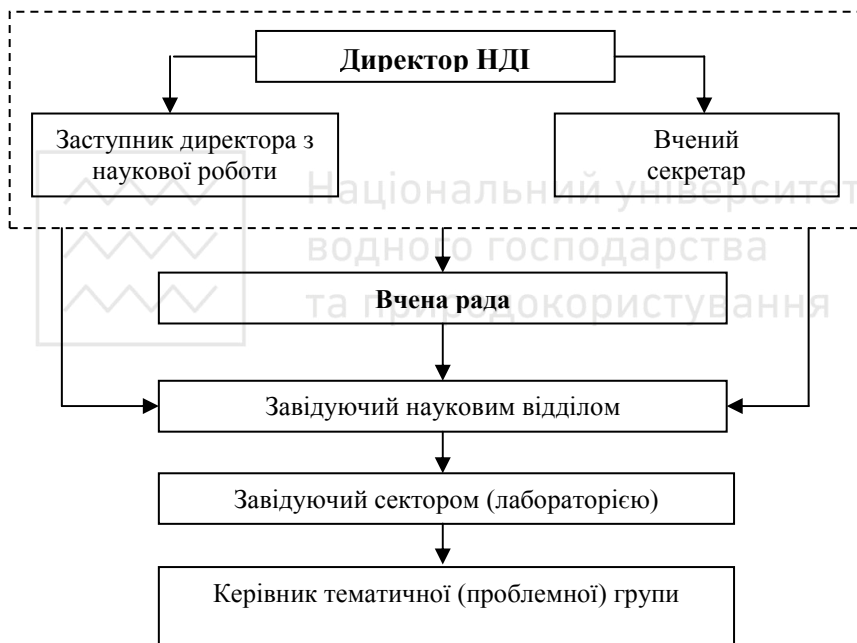 Директор НДІ
Заступник директора з
наукової роботи
Вчений
секретар
Національний університет
водного господарства
та природокористування
Вчена рада
Завідуючий науковим відділом
Завідуючий сектором (лабораторією)
Керівник тематичної (проблемної) групи